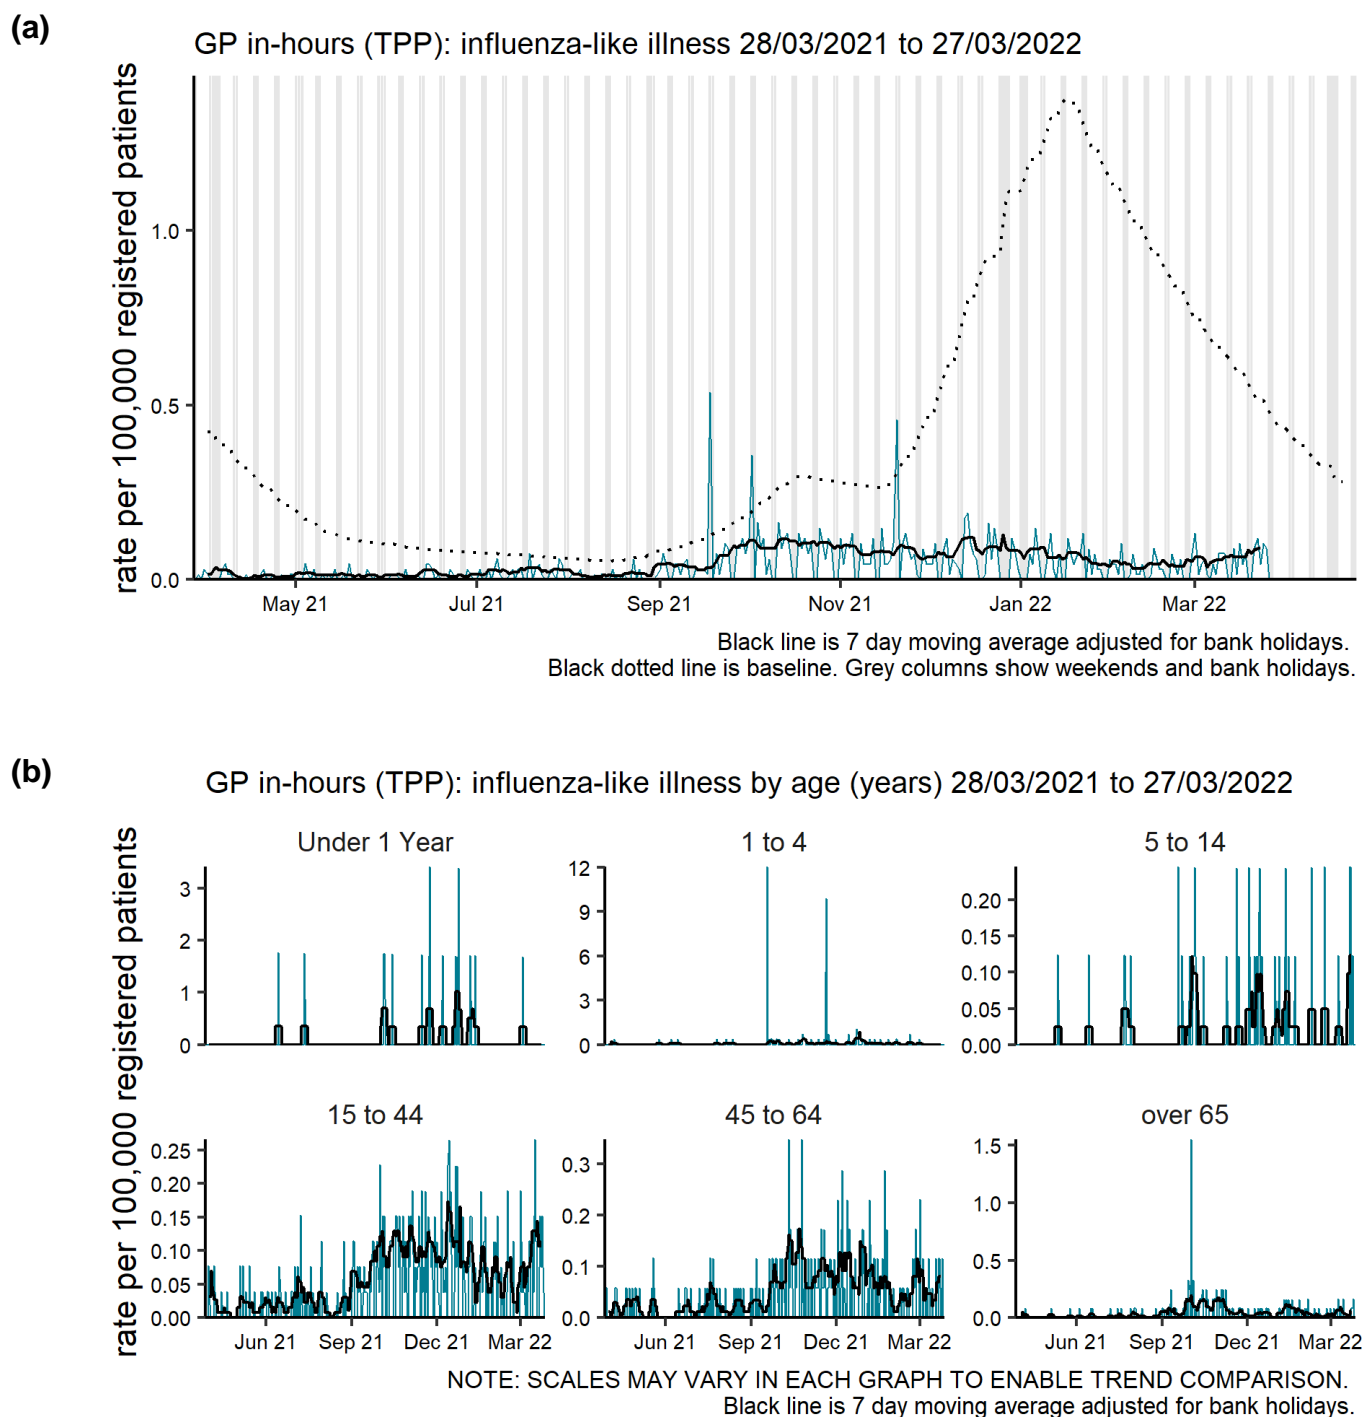 (a)
GP in-hours (TPP): influenza-like illness 28/03/2021 to 27/03/2022
rate per 100,000 registered patients
1.0
0.5
0.0
May 21 Jul 21 Sep 21 Nov 21 Jan 22 Mar 22
Black line is 7 day moving average adjusted for bank holidays.
Black dotted line is baseline. Grey columns show weekends and bank holidays.
(b)
GP in-hours (TPP): influenza-like illness by age (years) 28/03/2021 to 27/03/2022
rate per 100,000 registered patients
Under 1 Year
3
2
1
0
1 to 4
12
9
6
3
0
5 to 14
0.20
0.15
0.10
0.05
0.00
15 to 44
0.25
0.20
0.15
0.10
0.05
0.00
Jun 21 Sep 21 Dec 21 Mar 22
45 to 64
0.3
0.2
0.1
0.0
Jun 21 Sep 21 Dec 21 Mar 22
over 65
1.5
1.0
0.5
0.0
Jun 21 Sep 21 Dec 21 Mar 22
NOTE: SCALES MAY VARY IN EACH GRAPH TO ENABLE TREND COMPARISON.
Black line is 7 day moving average adjusted for bank holidays.